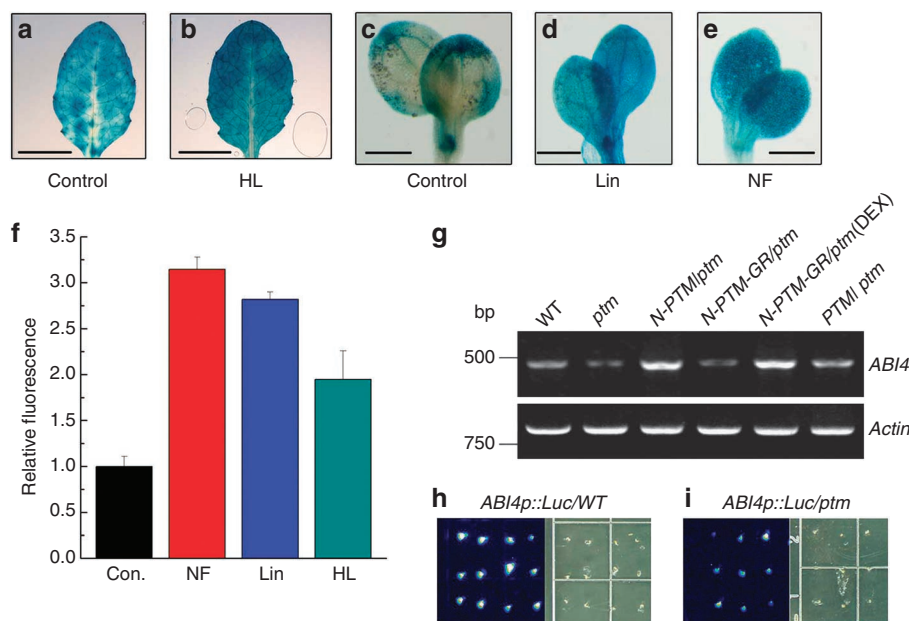 a
b
c
d
e
Control
HL
Control
Lin
NF
f
3.5
3.0
2.5
2.0
1.5
1.0
0.5
0.0
Relative fluorescence
Con.
NF
Lin
HL
g
bp
WT
ptm
N-PTM/ptm
N-PTM-GR/ptm
N-PTM-GR/ptm(DEX)
PTM/ ptm
500
ABI4
750
Actin
h
ABI4p::Luc/WT
i
ABI4p::Luc/ptm